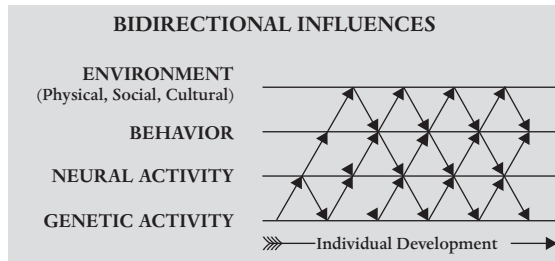 BIDIRECTIONAL INFLUENCES
ENVIRONMENT
(Physical, Social, Cultural)
BEHAVIOR
NEURAL ACTIVITY
GENETIC ACTIVITY
Individual Development